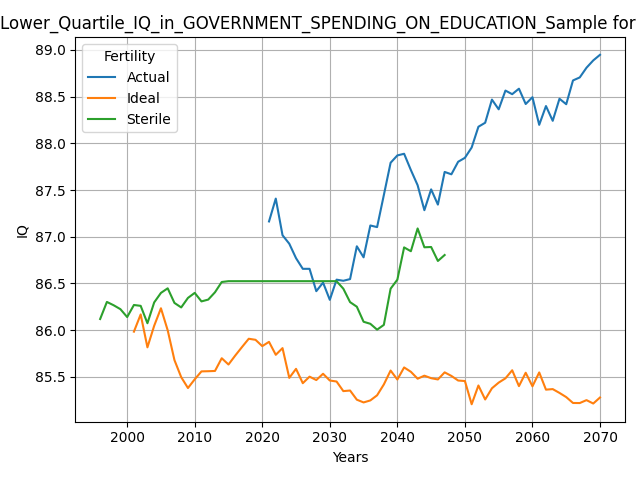 Lower_Quartile_IQ_in_GOVERNMENT_SPENDING_ON_EDUCATION_Sample for
Fertility
Actual
Ideal
Sterile
IQ
89.0
88.5
88.0
87.5
87.0
86.5
86.0
85.5
2000 2010 2020 2030 2040 2050 2060 2070
Years